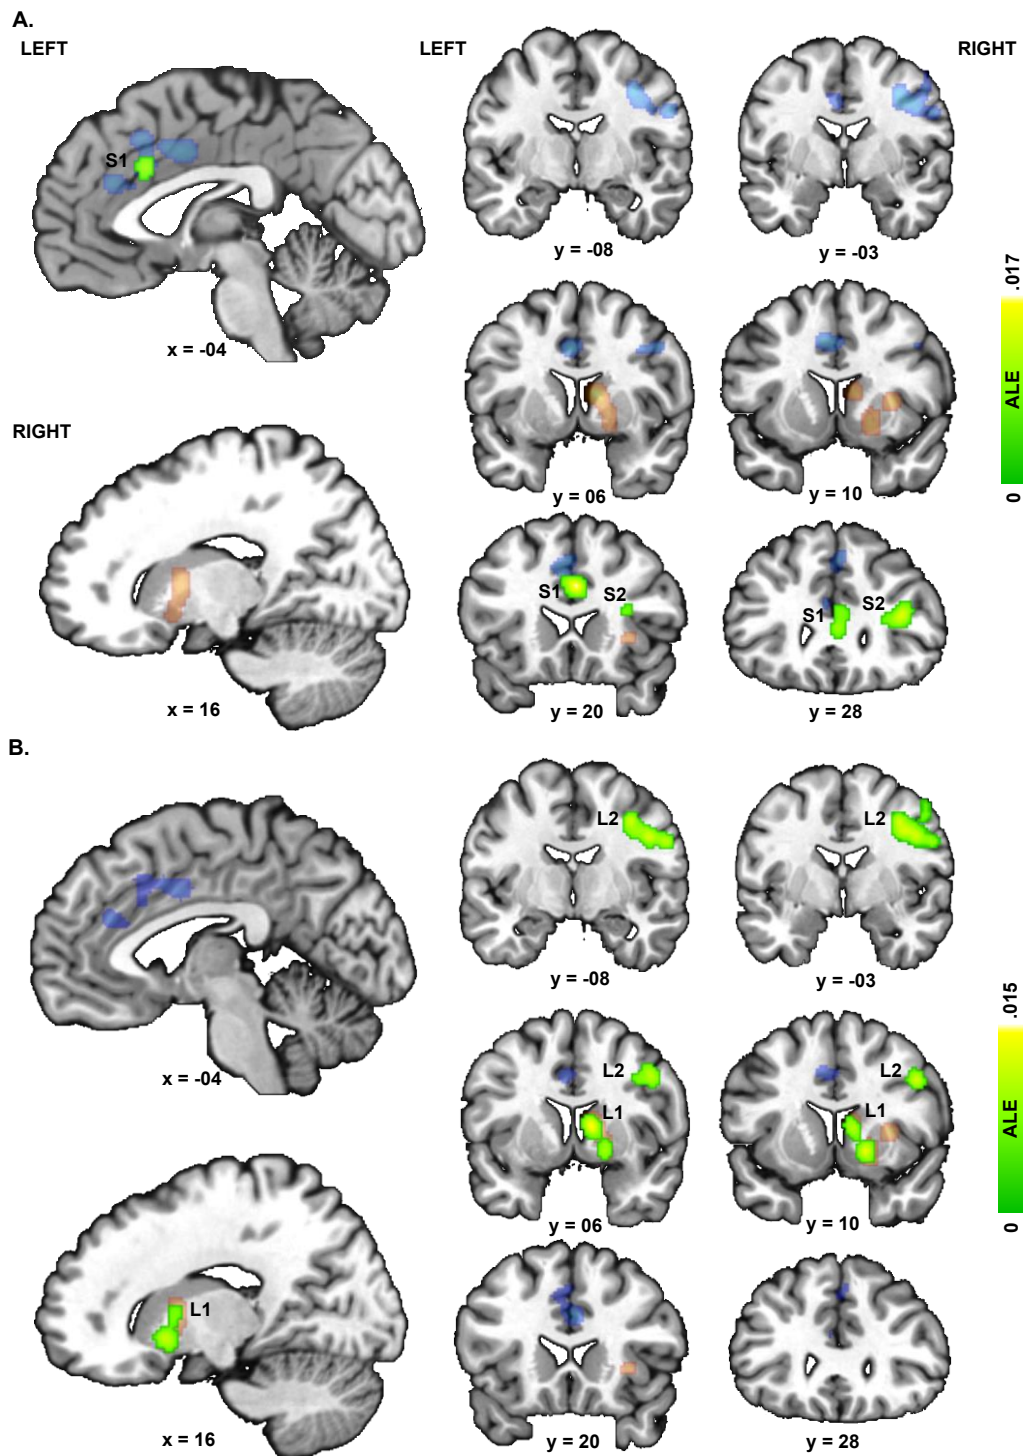 A.
LEFT
LEFT
RIGHT
S1
x = -04
y = -08
y = -03
RIGHT
x = 16
y = 06
y = 10
S1
S2
y = 20
S1
S2
y = 28
.017
ALE
0
B.
x = -04
L2
y = -08
L2
y = -03
L1
x = 16
L2
L1
y = 06
L2
L1
y = 10
y = 20
y = 28
.015
ALE
0